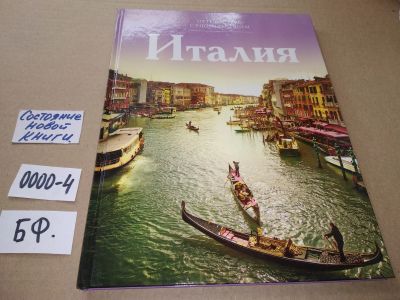 Италия
Состояние
новой
книги
0000-4
БФ.